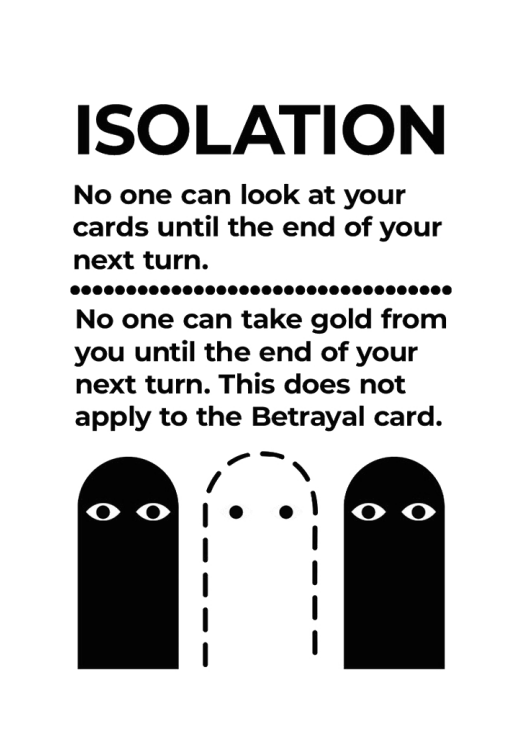 ISOLATION
No one can look at your
cards until the end of your
next turn.
No one can take gold from
you until the end of your
next turn. This does not
apply to the Betrayal card.